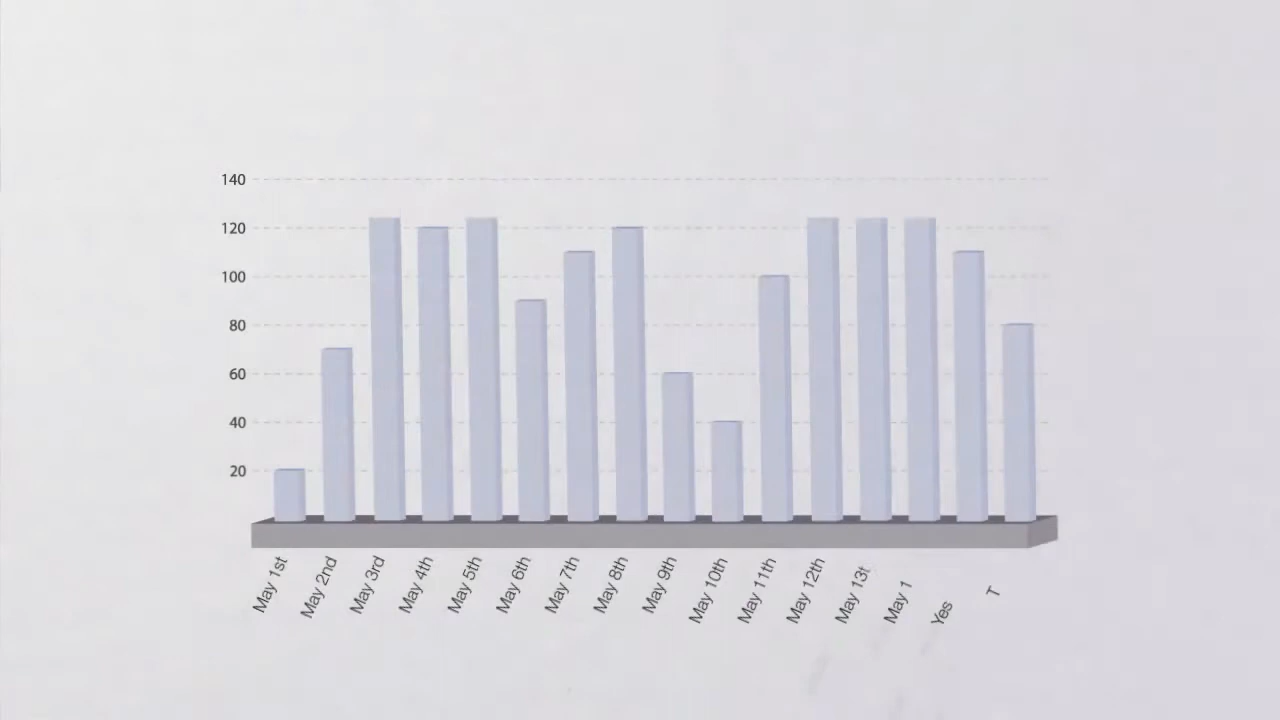 140
120
100
80
60
40
20
May 1st
May 2nd
May 3rd
May 4th
May 5th
May 6th
May 7th
May 8th
May 9th
May 10th
May 11th
May 12th
May 13t
May 1
Yes
T